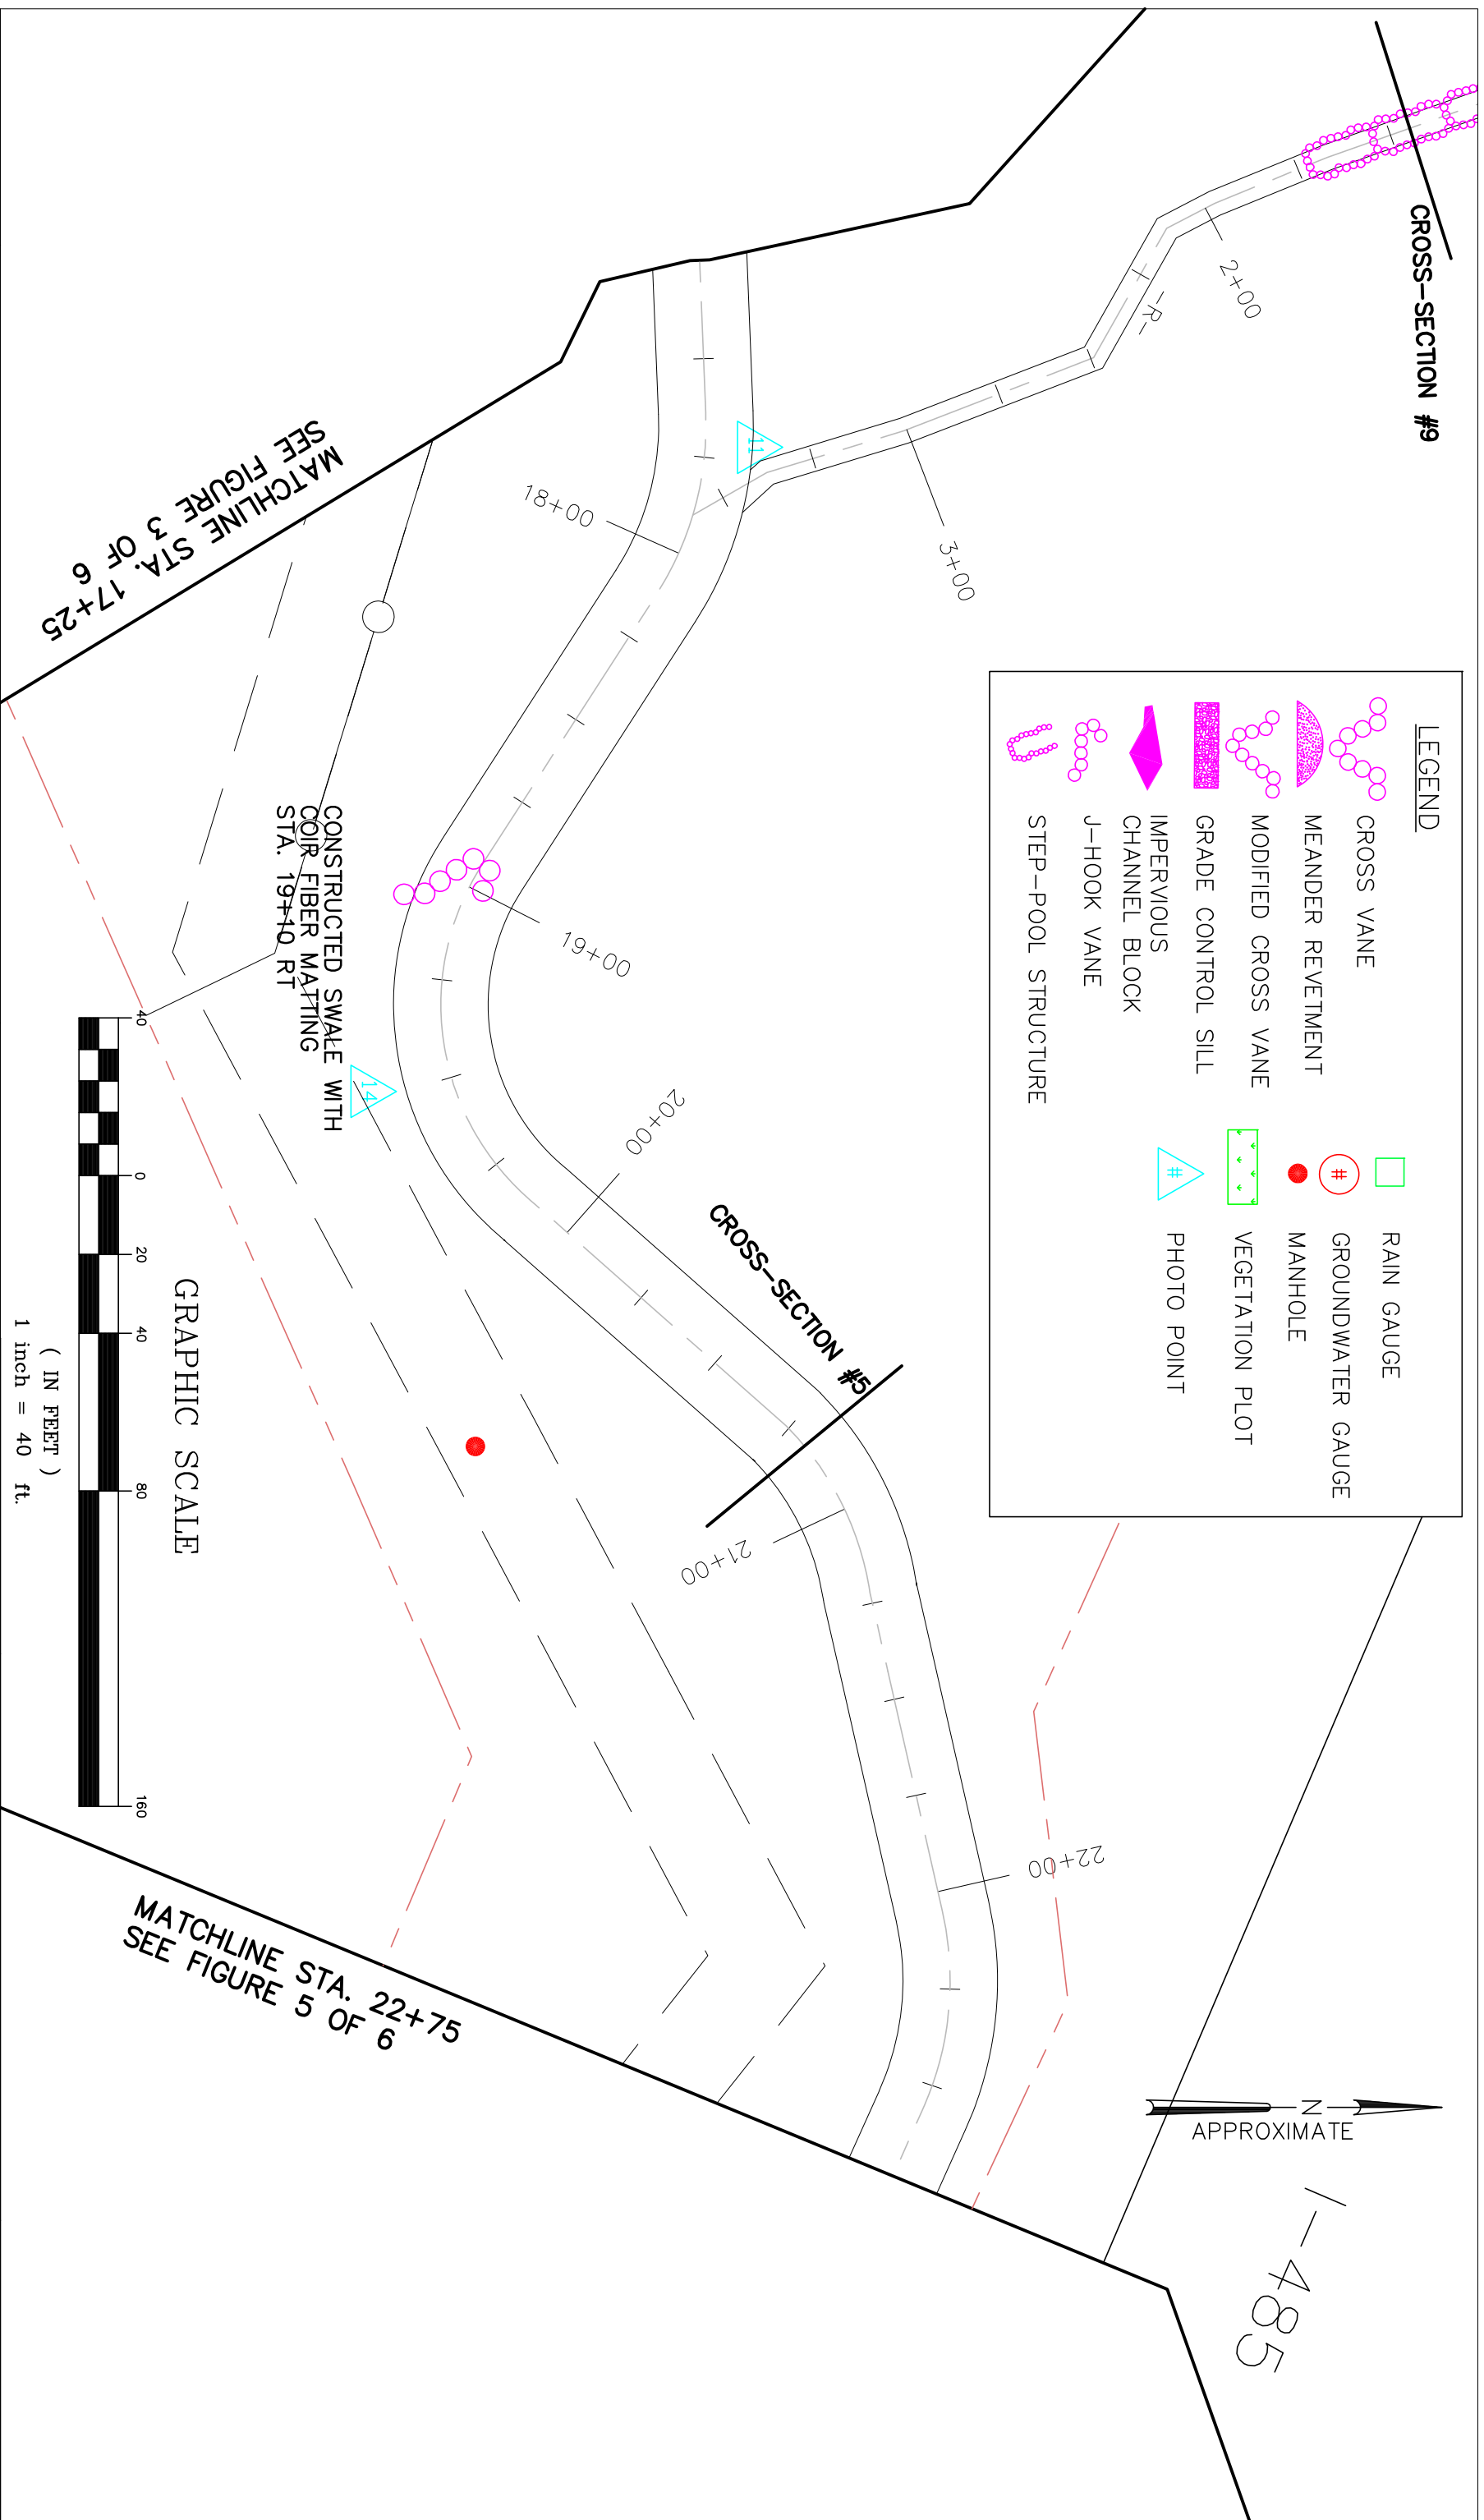 CROSS-SECTION #9
2+00
-R-
3+00
11
18+00
MATCHLINE STA. 17+25
SEE FIGURE 3 OF 6
LEGEND
CROSS VANE
MEANDER REVETMENT
MODIFIED CROSS VANE
GRADE CONTROL SILL
IMPERVIOUS
CHANNEL BLOCK
J-HOOK VANE
STEP-POOL STRUCTURE
RAIN GAUGE
#
GROUNDWATER GAUGE
MANHOLE
VEGETATION PLOT
#
PHOTO POINT
19+00
CONSTRUCTED SWALE WITH
COIR FIBER MATTING
STA. 19+10 RT
14
20+00
CROSS-SECTION #5
21+00
22+00
N
APPROXIMATE
I-485
MATCHLINE STA. 22+75
SEE FIGURE 5 OF 6
GRAPHIC SCALE
40 0 20 40 80 160
( IN FEET )
1 inch = 40 ft.